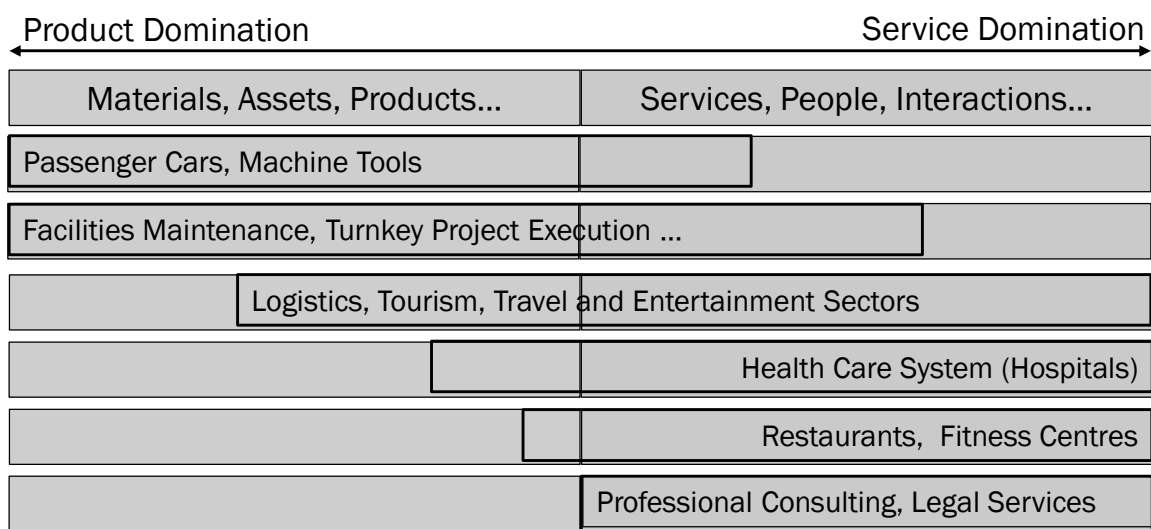 Product Domination
Service Domination
Materials, Assets, Products...
Services, People, Interactions...
Passenger Cars, Machine Tools
Facilities Maintenance, Turnkey Project Execution ...
Logistics, Tourism, Travel and Entertainment Sectors
Health Care System (Hospitals)
Restaurants, Fitness Centres
Professional Consulting, Legal Services